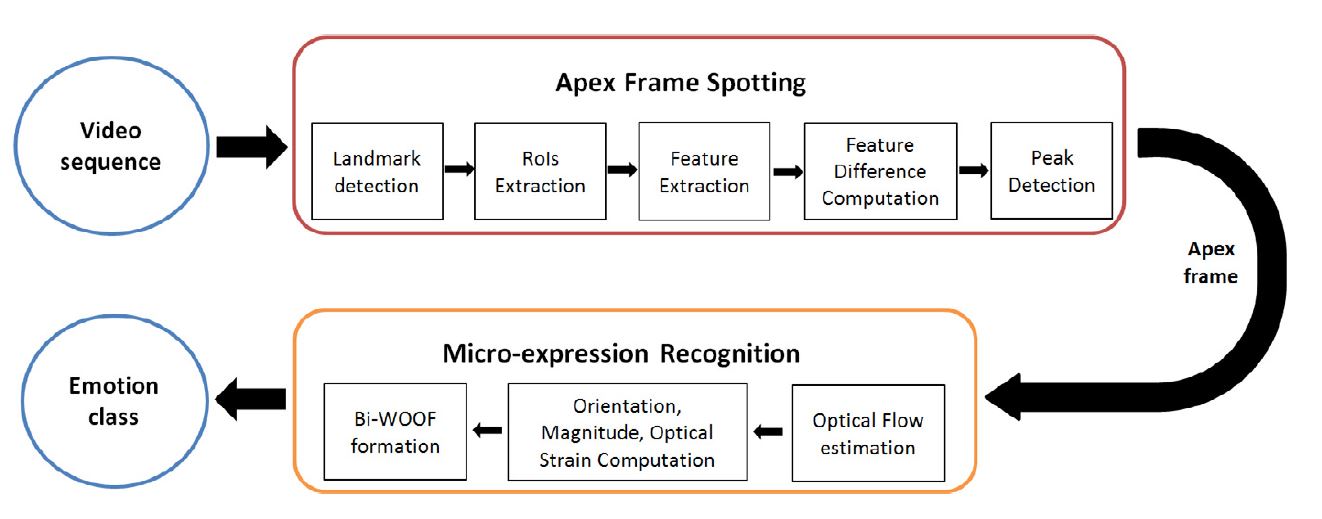 Video
sequence
Apex Frame Spotting
Landmark
detection
RoIs
Extraction
Feature
Extraction
Feature
Difference
Computation
Peak
Detection
Apex
frame
Micro-expression Recognition
Optical Flow
estimation
Orientation,
Magnitude, Optical
Strain Computation
Bi-WOOF
formation
Emotion
class